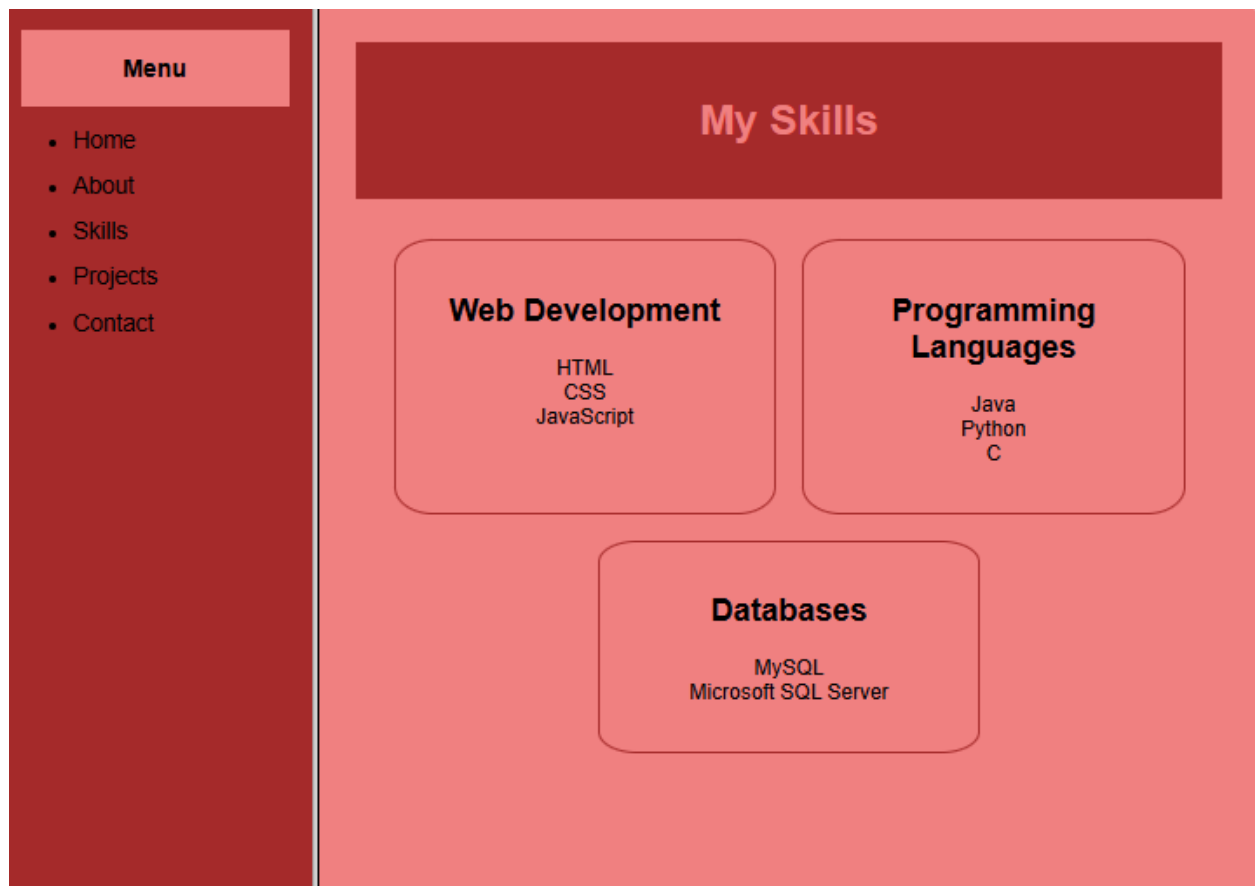 Menu
Home
About
Skills
Projects
Contact
My Skills
Web Development
HTML
CSS
JavaScript
Programming
Languages
Java
Python
C
Databases
MySQL
Microsoft SQL Server